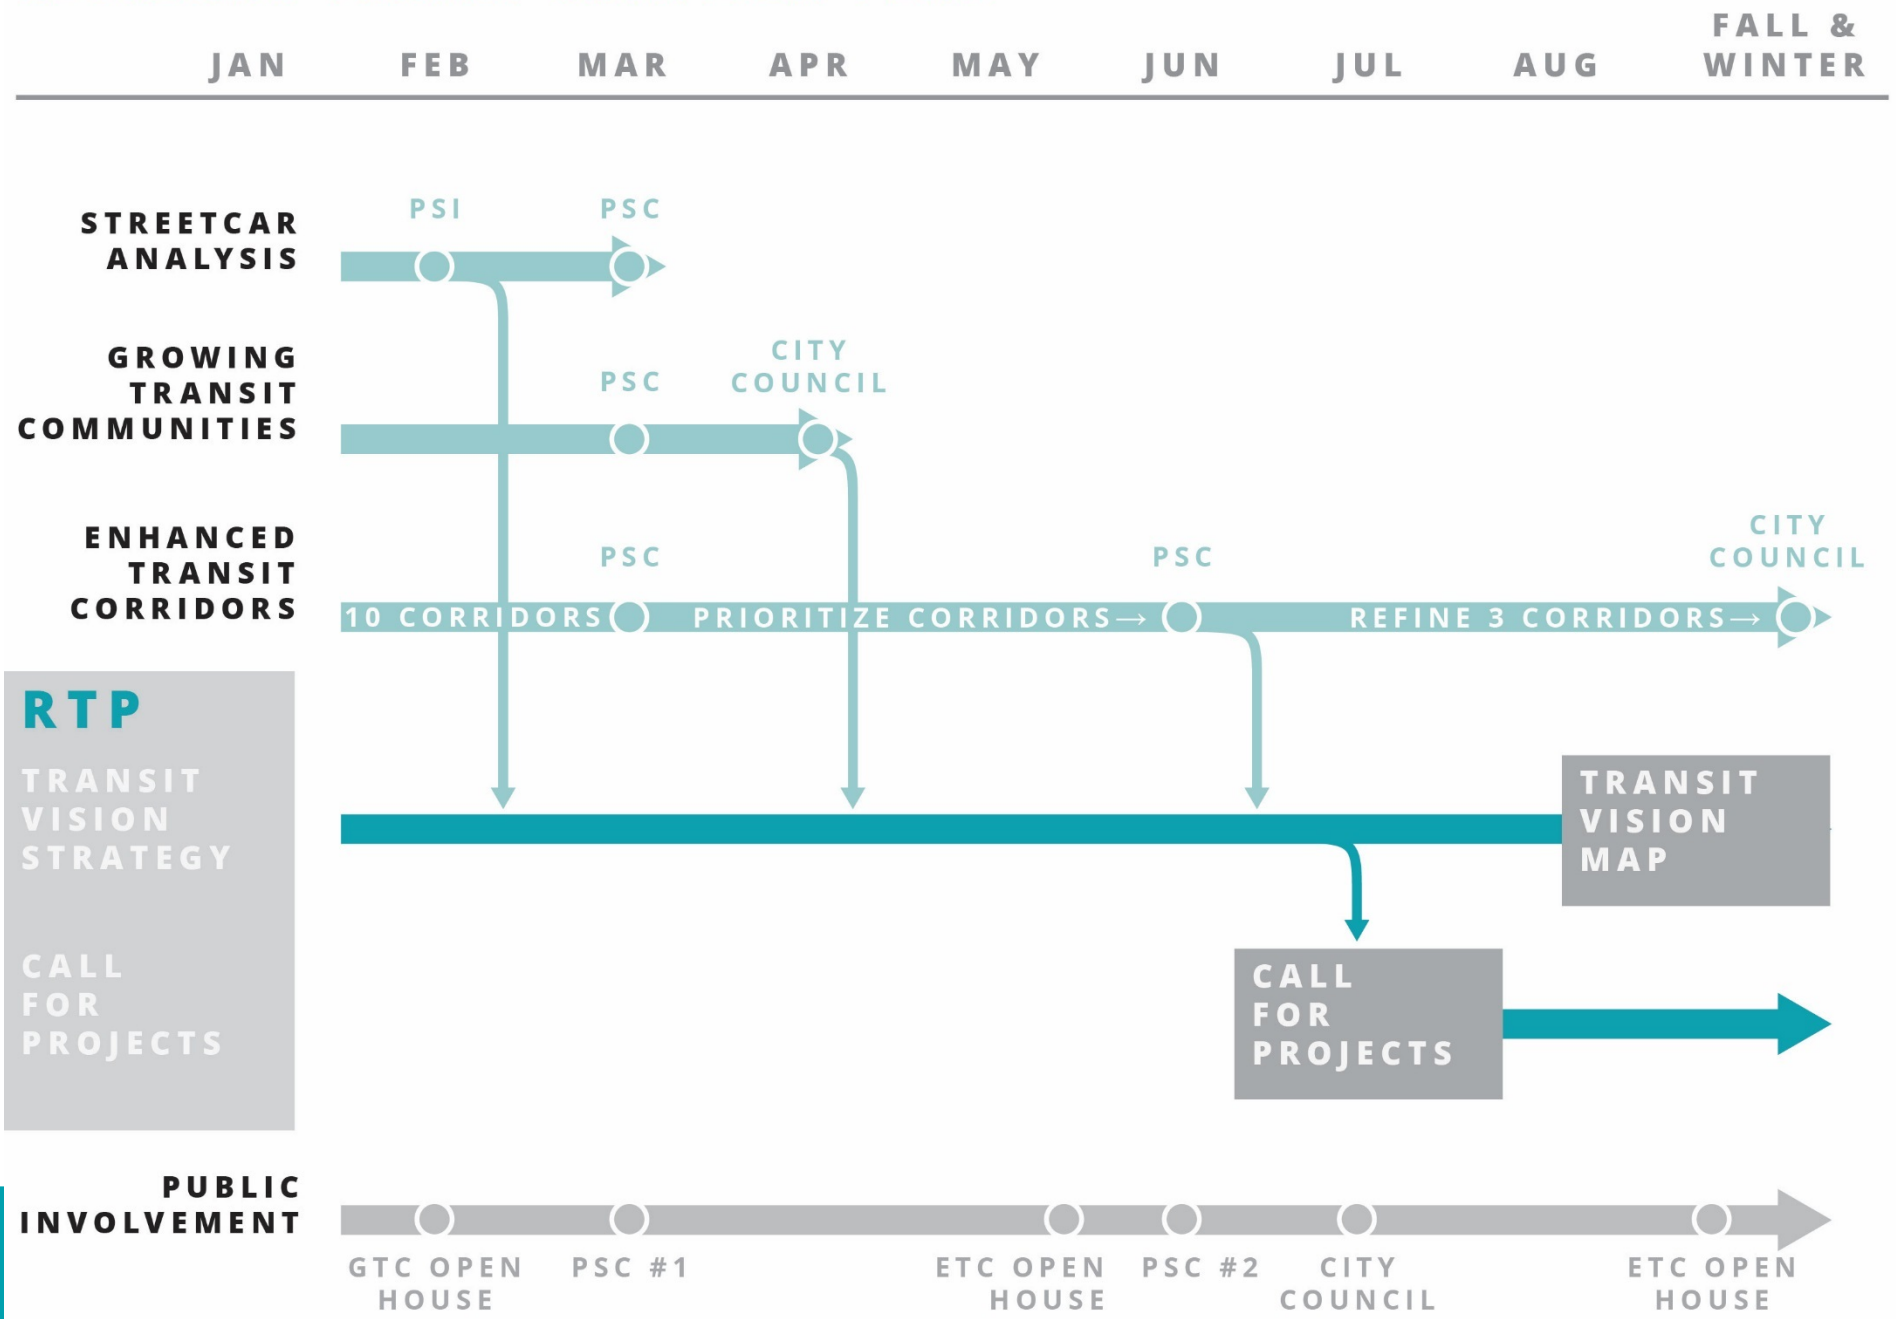 FALL &
JAN FEB MAR APR MAY JUN JUL AUG WINTER
PSI PSC
STREETCAR
ANALYSIS
CITY
GROWING
TRANSIT PSC COUNCIL
COMMUNITIES
CITY
ENHANCED
TRANSIT PSC PSC COUNCIL
CORRIDORS
10 CORRIDORS PRIORITIZE CORRIDORS→ REFINE 3 CORRIDORS→
RTP
TRANSIT
VISION
STRATEGY
TRANSIT
VISION
MAP
CALL
FOR
PROJECTS
CALL
FOR
PROJECTS
PUBLIC
INVOLVEMENT
GTC OPEN
HOUSE
PSC #1
ETC OPEN
HOUSE
PSC #2
CITY
COUNCIL
ETC OPEN
HOUSE